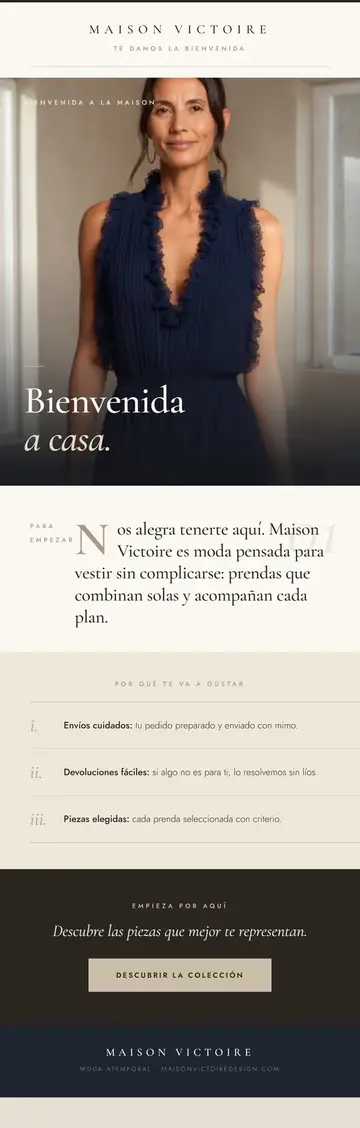 MAISON VICTOIRE
TE DAMOS LA BIENVENIDA
BIENVENIDA A LA MAISON
Bienvenida
a casa.
PARA
EMPEZAR
01
Nos alegra tenerte aquí. Maison
Victoire es moda pensada para
vestir sin complicarse: prendas que
combinan solas y acompañan cada
plan.
POR QUÉ TE VA A GUSTAR
i.
Envíos cuidados: tu pedido preparado y enviado con mimo.
ii.
Devoluciones fáciles: si algo no es para ti, lo resolvemos sin líos.
iii.
Piezas elegidas: cada prenda seleccionada con criterio.
EMPIEZA POR AQUÍ
Descubre las piezas que mejor te representan.
DESCUBRIR LA COLECCIÓN
MAISON VICTOIRE
MODA ATEMPORAL · MAISONVICTOIREDESIGN.COM